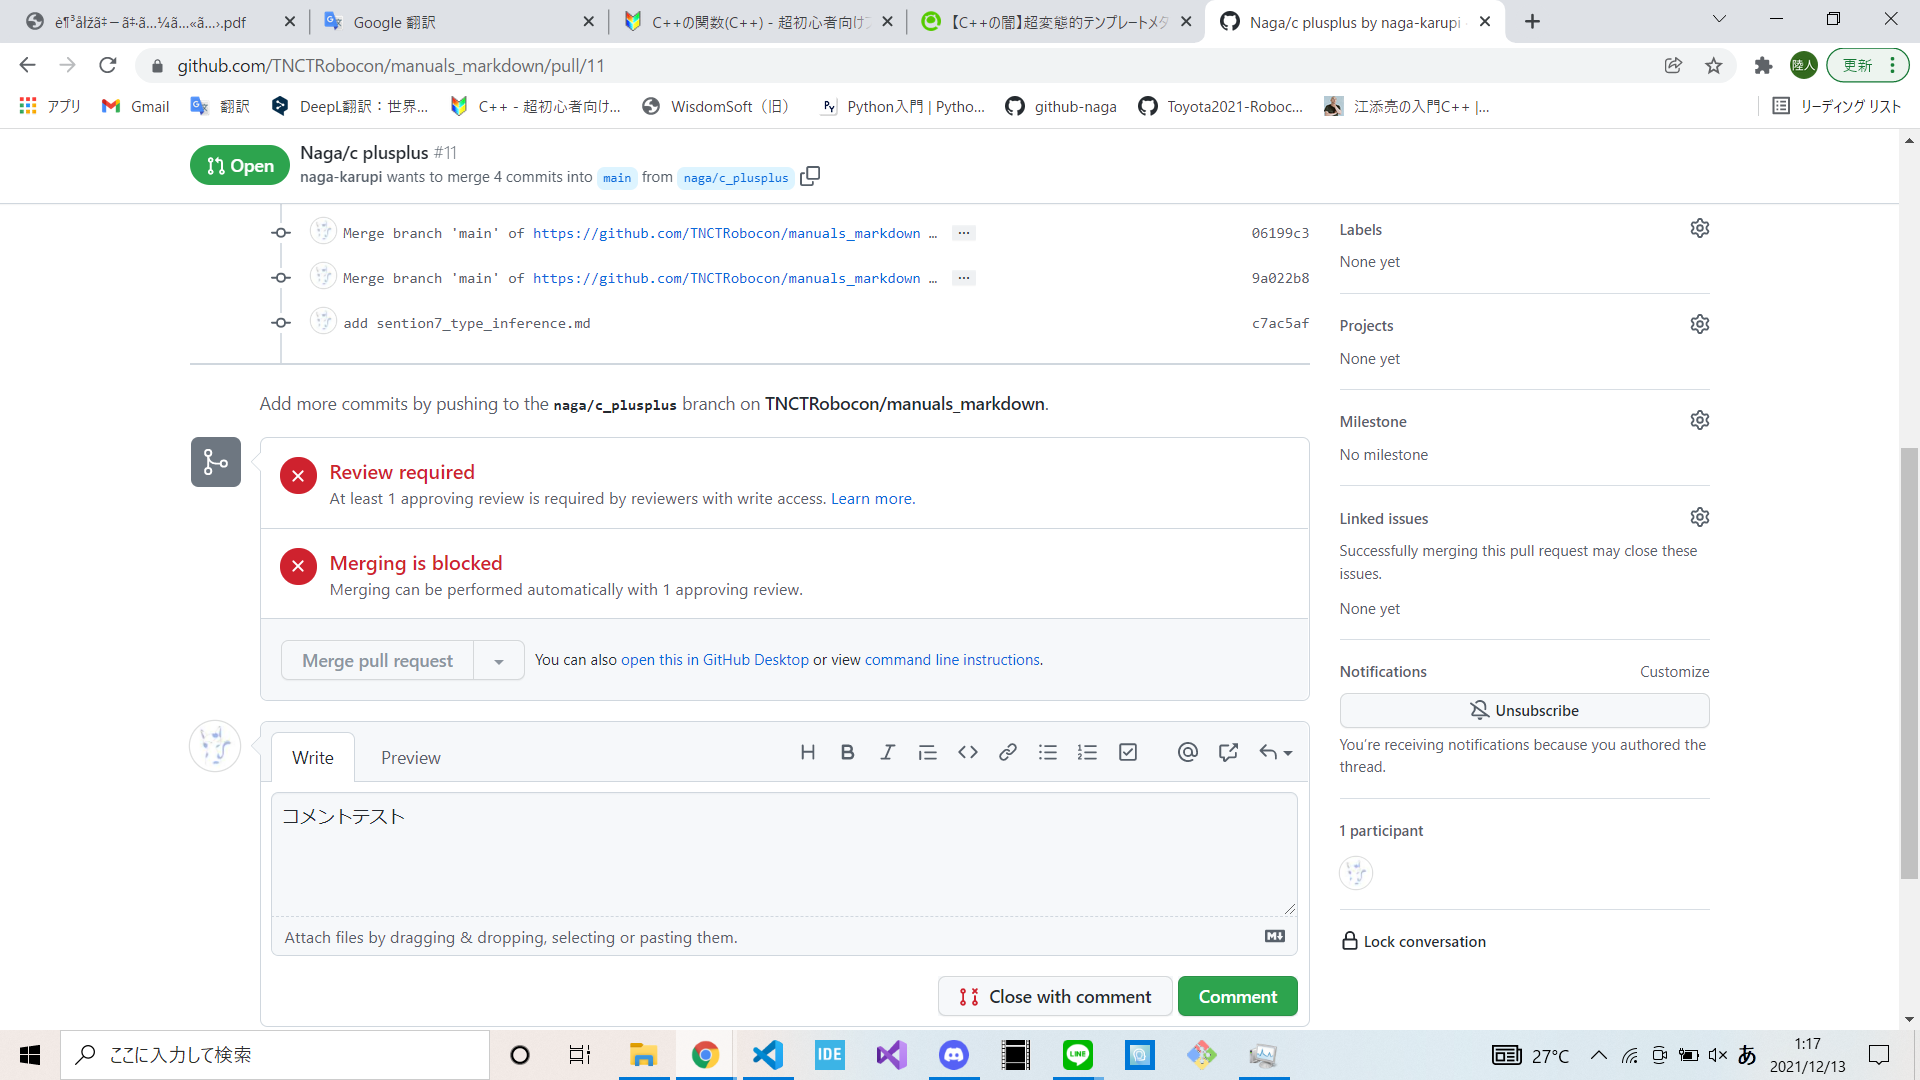 Google 翻訳
C++の関数(C++) - 超初心者向け
【C++の闇】超変態的テンプレートメタ
Naga/c plusplus by naga-karupi
github.com/TNCTRobocon/manuals_markdown/pull/11
陸人
更新
アプリ
Gmail
翻訳
DeepL翻訳：世界...
C++ - 超初心者向け...
WisdomSoft（旧）
Python入門 | Pytho...
github-naga
Toyota2021-Roboc...
江添亮の入門C++ |...
リーディング リスト
Open
Naga/c plusplus #11
naga-karupi wants to merge 4 commits into main from naga/c_plusplus
Merge branch 'main' of https://github.com/TNCTRobocon/manuals_markdown … ...
06199c3
Merge branch 'main' of https://github.com/TNCTRobocon/manuals_markdown … ...
9a022b8
add sention7_type_inference.md
c7ac5af
Add more commits by pushing to the naga/c_plusplus branch on TNCTRobocon/manuals_markdown.
Review required
At least 1 approving review is required by reviewers with write access. Learn more.
Merging is blocked
Merging can be performed automatically with 1 approving review.
Merge pull request
You can also open this in GitHub Desktop or view command line instructions.
Write
Preview
コメントテスト
Attach files by dragging & dropping, selecting or pasting them.
Close with comment
Comment
Labels
None yet
Projects
None yet
Milestone
No milestone
Linked issues
Successfully merging this pull request may close these
issues.
None yet
Notifications
Customize
Unsubscribe
You're receiving notifications because you authored the
thread.
1 participant
Lock conversation
ここに入力して検索
IDE
LINE
27°C
あ
1:17
2021/12/13